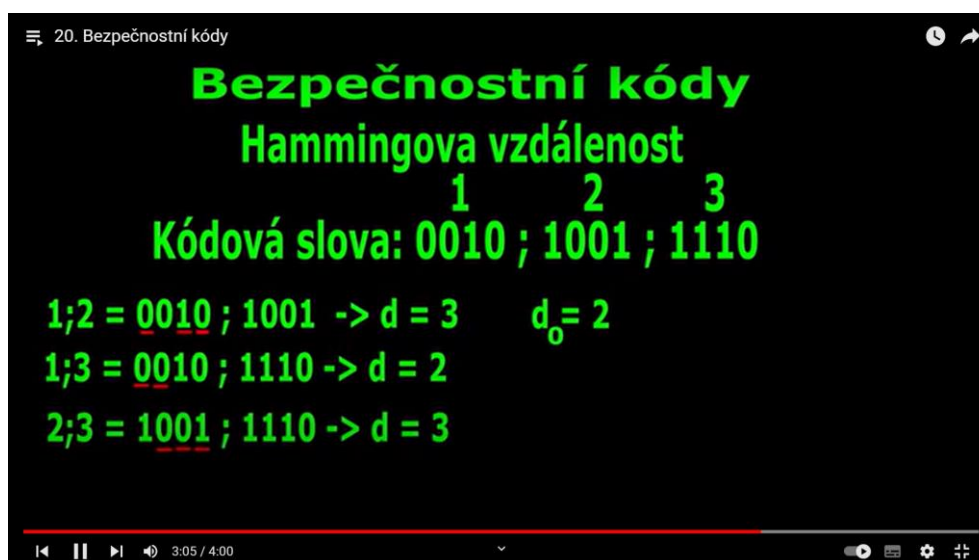 20. Bezpečnostní kódy
Bezpečnostní kódy
Hammingova vzdálenost
1 2 3
Kódová slova: 0010 ; 1001 ; 1110
1;2 = 0010 ; 1001 -> d = 3 do= 2
1;3 = 0010 ; 1110 -> d = 2
2;3 = 1001 ; 1110 -> d = 3
3:05 / 4:00